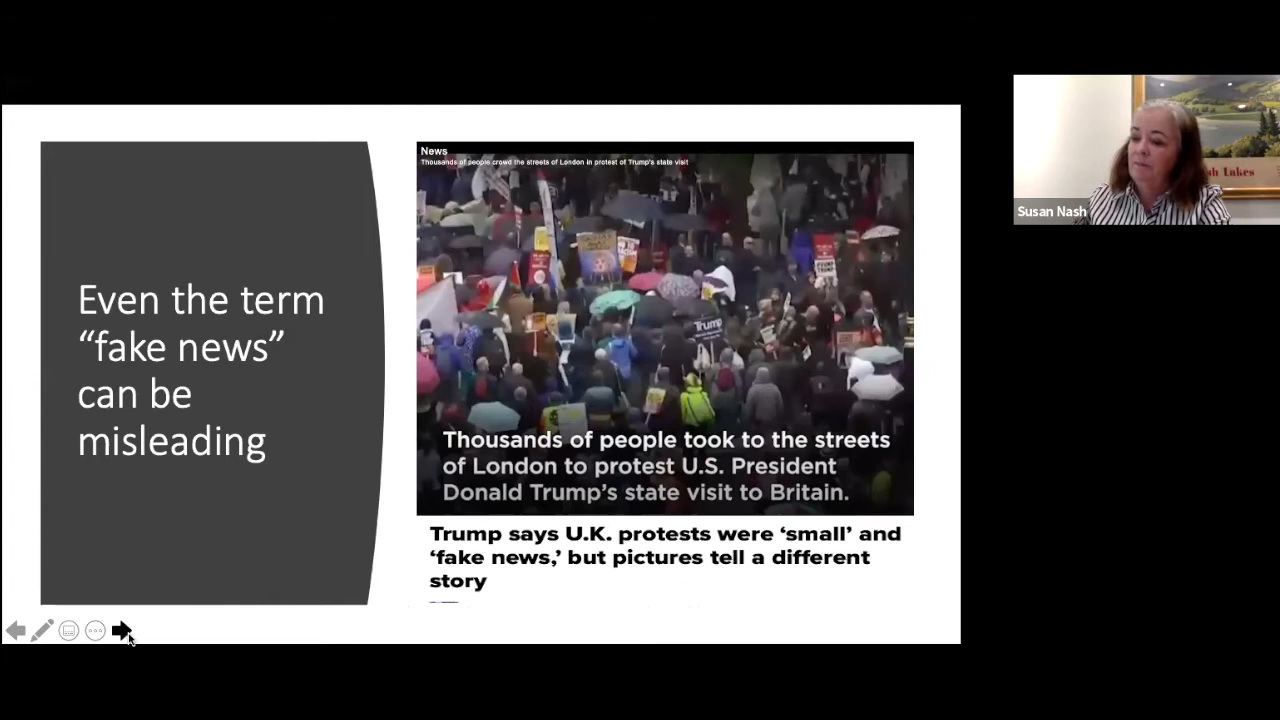 Even the term
“fake news”
can be
misleading
News
Thousands of people crowd the streets of London in protest of Trump's state visit
Trump
Thousands of people took to the streets
of London to protest U.S. President
Donald Trump’s state visit to Britain.
Trump says U.K. protests were ‘small’ and
‘fake news,’ but pictures tell a different
story
sh Lakes
Susan Nash